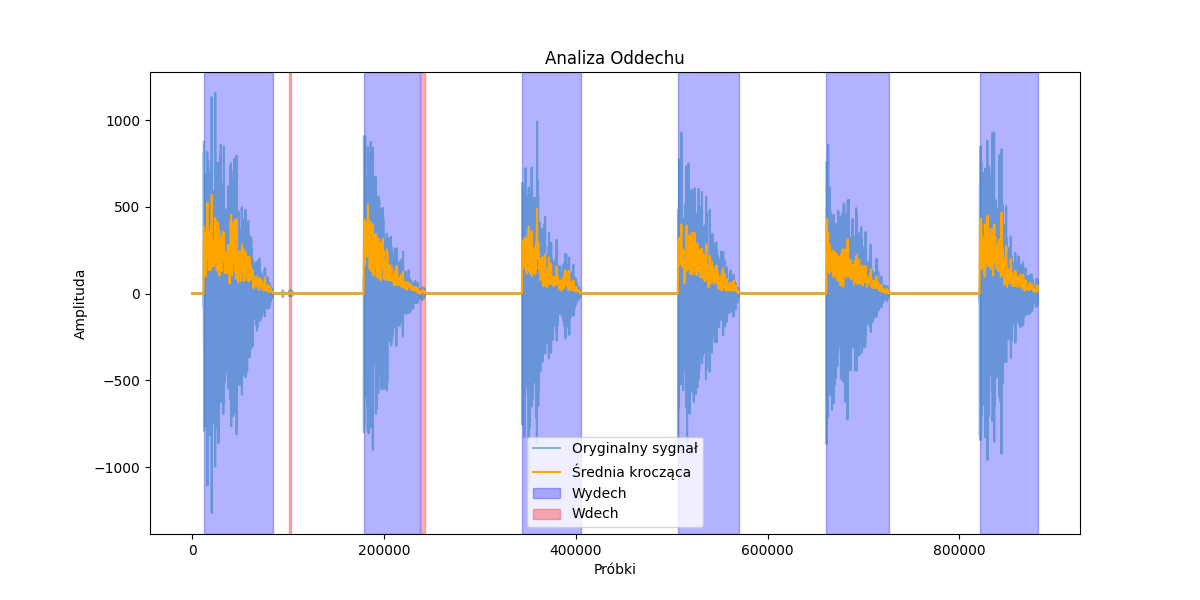 Analiza Oddechu
Amplituda
1000
500
0
−500
−1000
Oryginalny sygnał
Średnia krocząca
Wydech
Wdech
0 200000 400000 600000 800000
Próbki